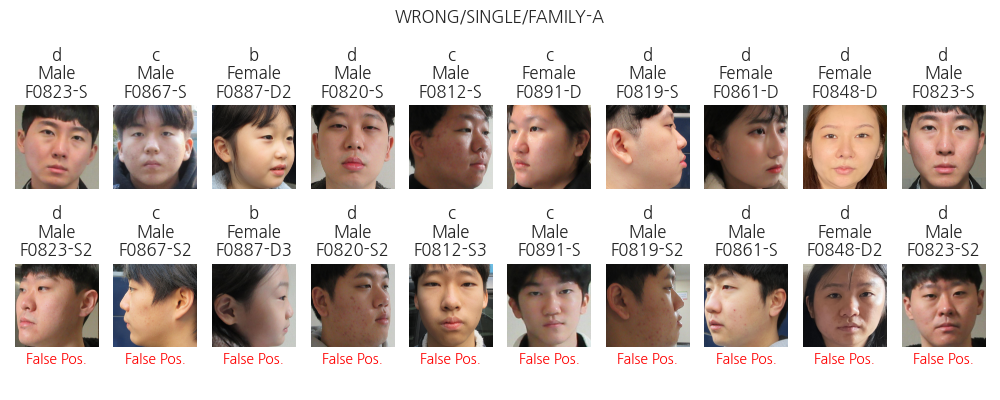 WRONG/SINGLE/FAMILY-A
d c b d c c d d d d
Male Male Female Male Male Female Male Female Female Male
F0823-S F0867-S F0887-D2 F0820-S F0812-S F0891-D F0819-S F0861-D F0848-D F0823-S
d c b d c c d d d d
Male Male Female Male Male Male Male Male Female Male
F0823-S2 F0867-S2 F0887-D3 F0820-S2 F0812-S3 F0891-S F0819-S2 F0861-S F0848-D2 F0823-S2
False Pos. False Pos. False Pos. False Pos. False Pos. False Pos. False Pos. False Pos. False Pos. False Pos.